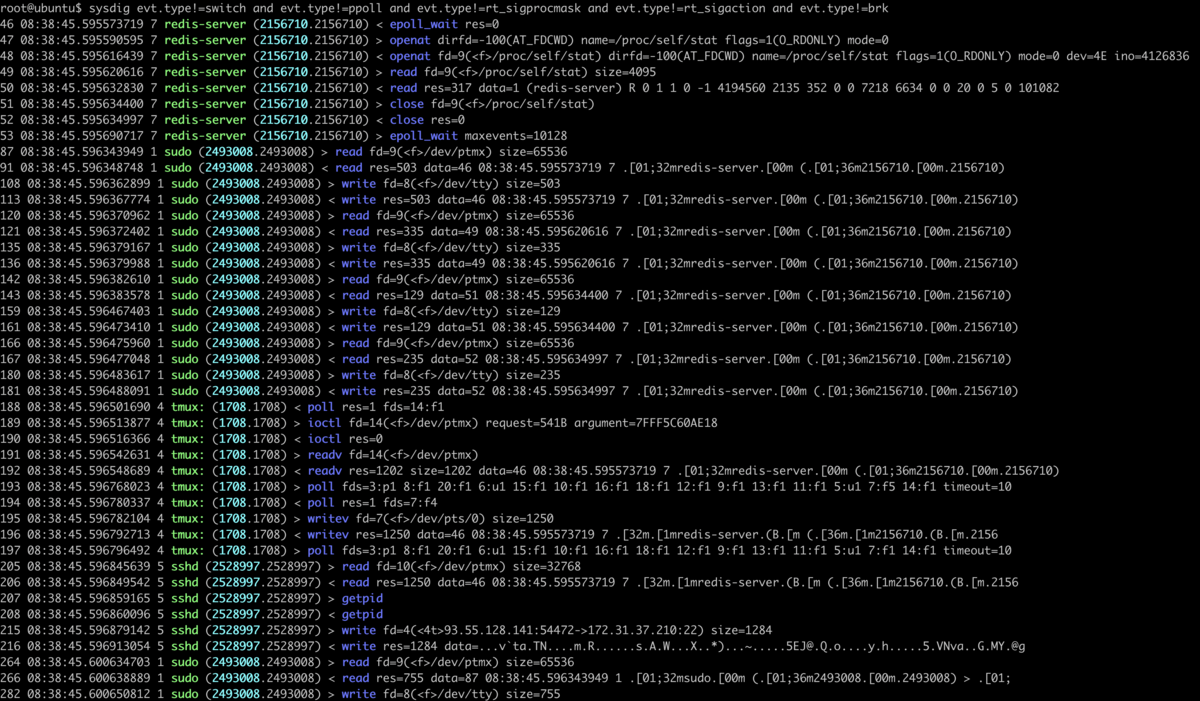 root@ubuntu$ sysdig evt.type!=switch and evt.type!=ppoll and evt.type!=rt_sigprocmask and evt.type!=rt_sigaction and evt.type!=brk
46 08:38:45.595573719 7 redis-server (2156710.2156710) < epoll_wait res=0
47 08:38:45.595590595 7 redis-server (2156710.2156710) > openat dirfd=-100(AT_FDCWD) name=/proc/self/stat flags=1(O_RDONLY) mode=0
48 08:38:45.595616439 7 redis-server (2156710.2156710) < openat fd=9(<f>/proc/self/stat) dirfd=-100(AT_FDCWD) name=/proc/self/stat flags=1(O_RDONLY) mode=0 dev=4E ino=4126836
49 08:38:45.595620616 7 redis-server (2156710.2156710) > read fd=9(<f>/proc/self/stat) size=4095
50 08:38:45.595632830 7 redis-server (2156710.2156710) < read res=317 data=1 (redis-server) R 0 1 1 0 -1 4194560 2135 352 0 0 7218 6634 0 0 20 0 5 0 101082
51 08:38:45.595634400 7 redis-server (2156710.2156710) > close fd=9(<f>/proc/self/stat)
52 08:38:45.595634997 7 redis-server (2156710.2156710) < close res=0
53 08:38:45.595690717 7 redis-server (2156710.2156710) > epoll_wait maxevents=10128
87 08:38:45.596343949 1 sudo (2493008.2493008) > read fd=9(<f>/dev/ptmx) size=65536
91 08:38:45.596348748 1 sudo (2493008.2493008) < read res=503 data=46 08:38:45.595573719 7 .[01;32mredis-server.[00m (.[01;36m2156710.[00m.2156710)
108 08:38:45.596362899 1 sudo (2493008.2493008) > write fd=8(<f>/dev/tty) size=503
113 08:38:45.596367774 1 sudo (2493008.2493008) < write res=503 data=46 08:38:45.595573719 7 .[01;32mredis-server.[00m (.[01;36m2156710.[00m.2156710)
120 08:38:45.596370962 1 sudo (2493008.2493008) > read fd=9(<f>/dev/ptmx) size=65536
121 08:38:45.596372402 1 sudo (2493008.2493008) < read res=335 data=49 08:38:45.595620616 7 .[01;32mredis-server.[00m (.[01;36m2156710.[00m.2156710)
135 08:38:45.596379167 1 sudo (2493008.2493008) > write fd=8(<f>/dev/tty) size=335
136 08:38:45.596379988 1 sudo (2493008.2493008) < write res=335 data=49 08:38:45.595620616 7 .[01;32mredis-server.[00m (.[01;36m2156710.[00m.2156710)
142 08:38:45.596382610 1 sudo (2493008.2493008) > read fd=9(<f>/dev/ptmx) size=65536
143 08:38:45.596383578 1 sudo (2493008.2493008) < read res=129 data=51 08:38:45.595634400 7 .[01;32mredis-server.[00m (.[01;36m2156710.[00m.2156710)
159 08:38:45.596467403 1 sudo (2493008.2493008) > write fd=8(<f>/dev/tty) size=129
161 08:38:45.596473410 1 sudo (2493008.2493008) < write res=129 data=51 08:38:45.595634400 7 .[01;32mredis-server.[00m (.[01;36m2156710.[00m.2156710)
166 08:38:45.596475960 1 sudo (2493008.2493008) > read fd=9(<f>/dev/ptmx) size=65536
167 08:38:45.596477048 1 sudo (2493008.2493008) < read res=235 data=52 08:38:45.595634997 7 .[01;32mredis-server.[00m (.[01;36m2156710.[00m.2156710)
180 08:38:45.596483617 1 sudo (2493008.2493008) > write fd=8(<f>/dev/tty) size=235
181 08:38:45.596488091 1 sudo (2493008.2493008) < write res=235 data=52 08:38:45.595634997 7 .[01;32mredis-server.[00m (.[01;36m2156710.[00m.2156710)
188 08:38:45.596501690 4 tmux: (1708.1708) < poll res=1 fds=14:f1
189 08:38:45.596513877 4 tmux: (1708.1708) > ioctl fd=14(<f>/dev/ptmx) request=541B argument=7FFF5C60AE18
190 08:38:45.596516366 4 tmux: (1708.1708) < ioctl res=0
191 08:38:45.596542631 4 tmux: (1708.1708) > readv fd=14(<f>/dev/ptmx)
192 08:38:45.596548689 4 tmux: (1708.1708) < readv res=1202 size=1202 data=46 08:38:45.595573719 7 .[01;32mredis-server.[00m (.[01;36m2156710.[00m.2156710)
193 08:38:45.596768023 4 tmux: (1708.1708) > poll fds=3:p1 8:f1 20:f1 6:u1 15:f1 10:f1 16:f1 18:f1 12:f1 9:f1 13:f1 11:f1 5:u1 7:f5 14:f1 timeout=10
194 08:38:45.596780337 4 tmux: (1708.1708) < poll res=1 fds=7:f4
195 08:38:45.596782104 4 tmux: (1708.1708) > writev fd=7(<f>/dev/pts/0) size=1250
196 08:38:45.596792713 4 tmux: (1708.1708) < writev res=1250 data=46 08:38:45.595573719 7 .[32m.[1mredis-server.(B.[m (.[36m.[1m2156710.(B.[m.2156
197 08:38:45.596796492 4 tmux: (1708.1708) > poll fds=3:p1 8:f1 20:f1 6:u1 15:f1 10:f1 16:f1 18:f1 12:f1 9:f1 13:f1 11:f1 5:u1 7:f1 14:f1 timeout=10
205 08:38:45.596845639 5 sshd (2528997.2528997) > read fd=10(<f>/dev/ptmx) size=32768
206 08:38:45.596849542 5 sshd (2528997.2528997) < read res=1250 data=46 08:38:45.595573719 7 .[32m.[1mredis-server.(B.[m (.[36m.[1m2156710.(B.[m.2156
207 08:38:45.596859165 5 sshd (2528997.2528997) > getpid
208 08:38:45.596860096 5 sshd (2528997.2528997) < getpid
215 08:38:45.596879142 5 sshd (2528997.2528997) > write fd=4(<4t>93.55.128.141:54472->172.31.37.210:22) size=1284
216 08:38:45.596913054 5 sshd (2528997.2528997) < write res=1284 data=...v`ta.TN....m.R......s.A.W...X..*)...~.....5EJ@.Q.o....y.h.....5.VNva..G.MY.@g
264 08:38:45.600634703 1 sudo (2493008.2493008) > read fd=9(<f>/dev/ptmx) size=65536
266 08:38:45.600638889 1 sudo (2493008.2493008) < read res=755 data=87 08:38:45.596343949 1 .[01;32msudo.[00m (.[01;36m2493008.[00m.2493008) > .[01;
282 08:38:45.600650812 1 sudo (2493008.2493008) > write fd=8(<f>/dev/tty) size=755